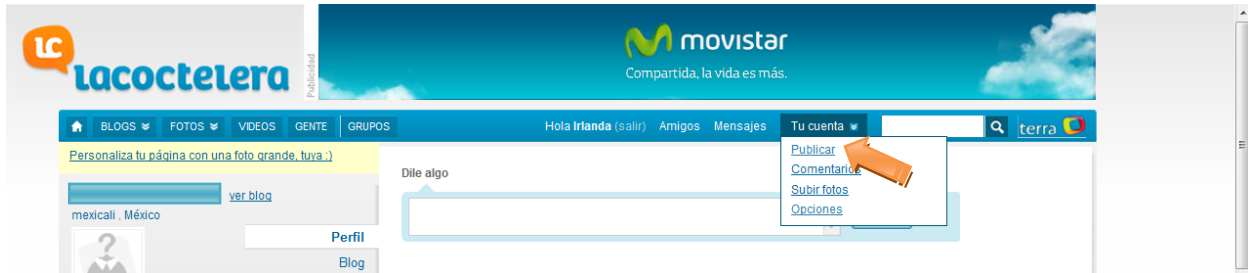 LC
lacoctelera
Publicidad
movistar
Compartida, la vida es más.
BLOGS FOTOS VIDEOS GENTE GRUPOS Hola Irlanda (salir) Amigos Mensajes Tu cuenta terra
Personaliza tu página con una foto grande, tuya :)
Publicar
Comentarios
Subir fotos
Opciones
Dile algo
ver blog
mexicali , México
Perfil
Blog